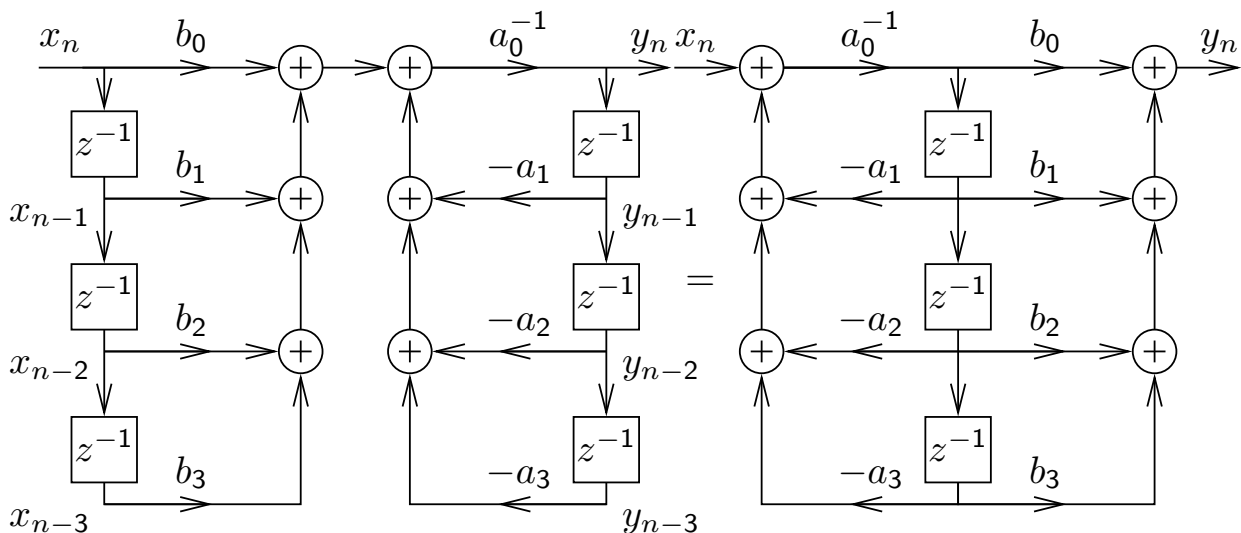 x_n b_0 a_0^{-1} y_n x_n a_0^{-1} b_0 y_n
+ + + +
z^{-1} z^{-1} z^{-1}
b_1 -a_1 -a_1 b_1
+ + + +
x_{n-1} y_{n-1}
z^{-1} z^{-1} = z^{-1}
b_2 -a_2 -a_2 b_2
+ + + +
x_{n-2} y_{n-2}
z^{-1} z^{-1} z^{-1}
b_3 -a_3 -a_3 b_3
x_{n-3} y_{n-3}